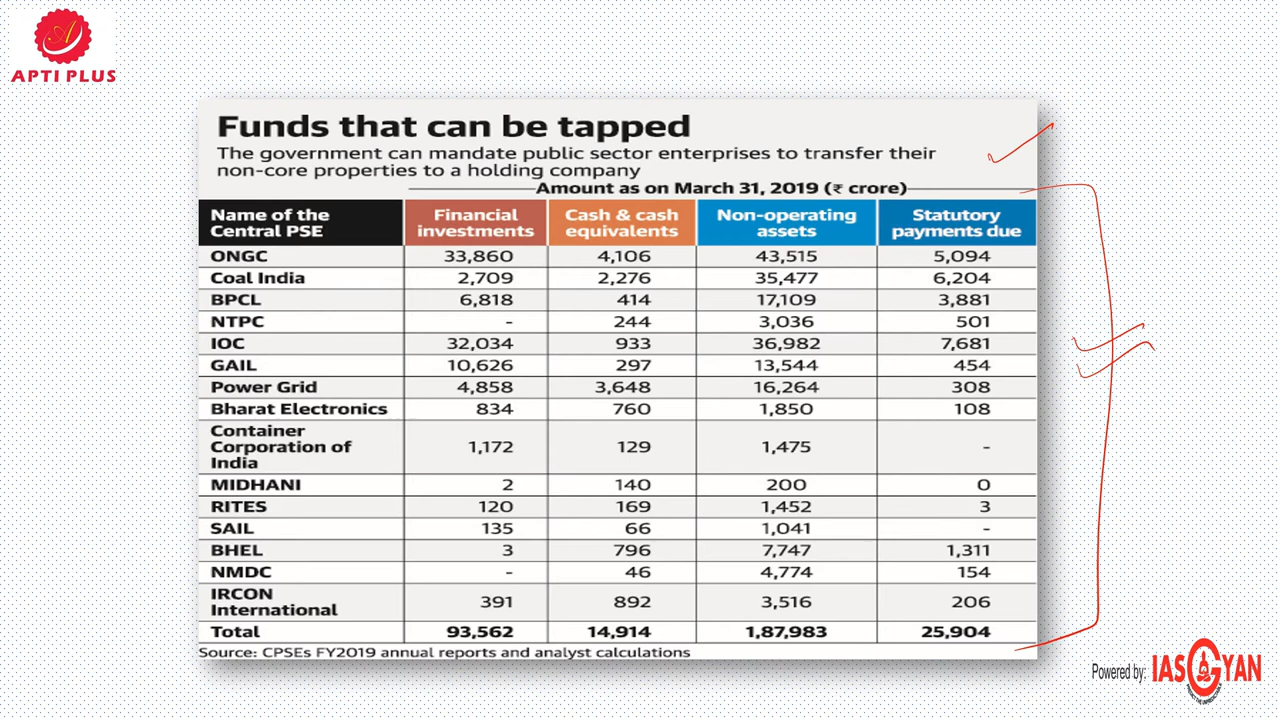 A
APTI PLUS
Funds that can be tapped
The government can mandate public sector enterprises to transfer their
non-core properties to a holding company
Amount as on March 31, 2019 (₹ crore)
Name of the Central PSE Financial investments Cash & cash equivalents Non-operating assets Statutory payments due
ONGC 33,860 4,106 43,515 5,094
Coal India 2,709 2,276 35,477 6,204
BPCL 6,818 414 17,109 3,881
NTPC - 244 3,036 501
IOC 32,034 933 36,982 7,681
GAIL 10,626 297 13,544 454
Power Grid 4,858 3,648 16,264 308
Bharat Electronics 834 760 1,850 108
Container Corporation of India 1,172 129 1,475 -
MIDHANI 2 140 200 0
RITES 120 169 1,452 3
SAIL 135 66 1,041 -
BHEL 3 796 7,747 1,311
NMDC - 46 4,774 154
IRCON International 391 892 3,516 206
Total 93,562 14,914 1,87,983 25,904
Source: CPSEs FY2019 annual reports and analyst calculations
Powered by: IASGYAN